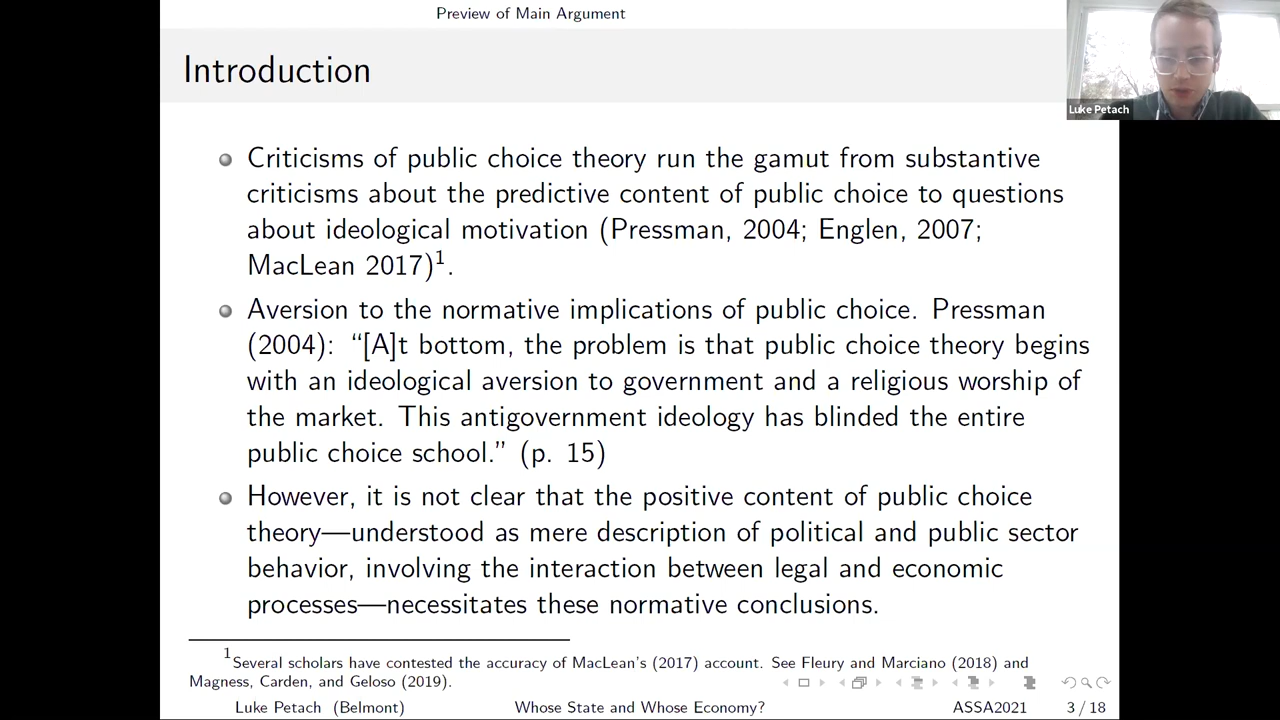 Preview of Main Argument
Introduction
Luke Petach
Criticisms of public choice theory run the gamut from substantive
criticisms about the predictive content of public choice to questions
about ideological motivation (Pressman, 2004; Englen, 2007;
MacLean 2017)1.
Aversion to the normative implications of public choice. Pressman
(2004): “[A]t bottom, the problem is that public choice theory begins
with an ideological aversion to government and a religious worship of
the market. This antigovernment ideology has blinded the entire
public choice school.” (p. 15)
However, it is not clear that the positive content of public choice
theory—understood as mere description of political and public sector
behavior, involving the interaction between legal and economic
processes—necessitates these normative conclusions.
1Several scholars have contested the accuracy of MacLean's (2017) account. See Fleury and Marciano (2018) and
Magness, Carden, and Geloso (2019).
Luke Petach (Belmont) Whose State and Whose Economy? ASSA2021 3 / 18